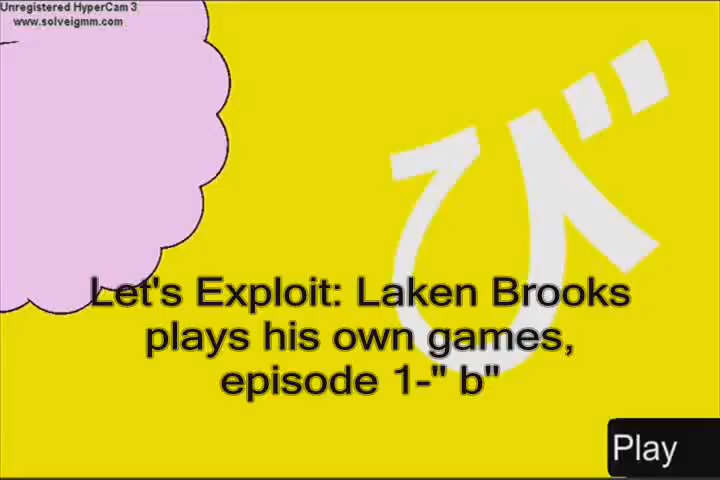 Unregistered HyperCam 3
www.solveigmm.com
び
Let's Exploit: Laken Brooks
plays his own games,
episode 1-" b"
Play